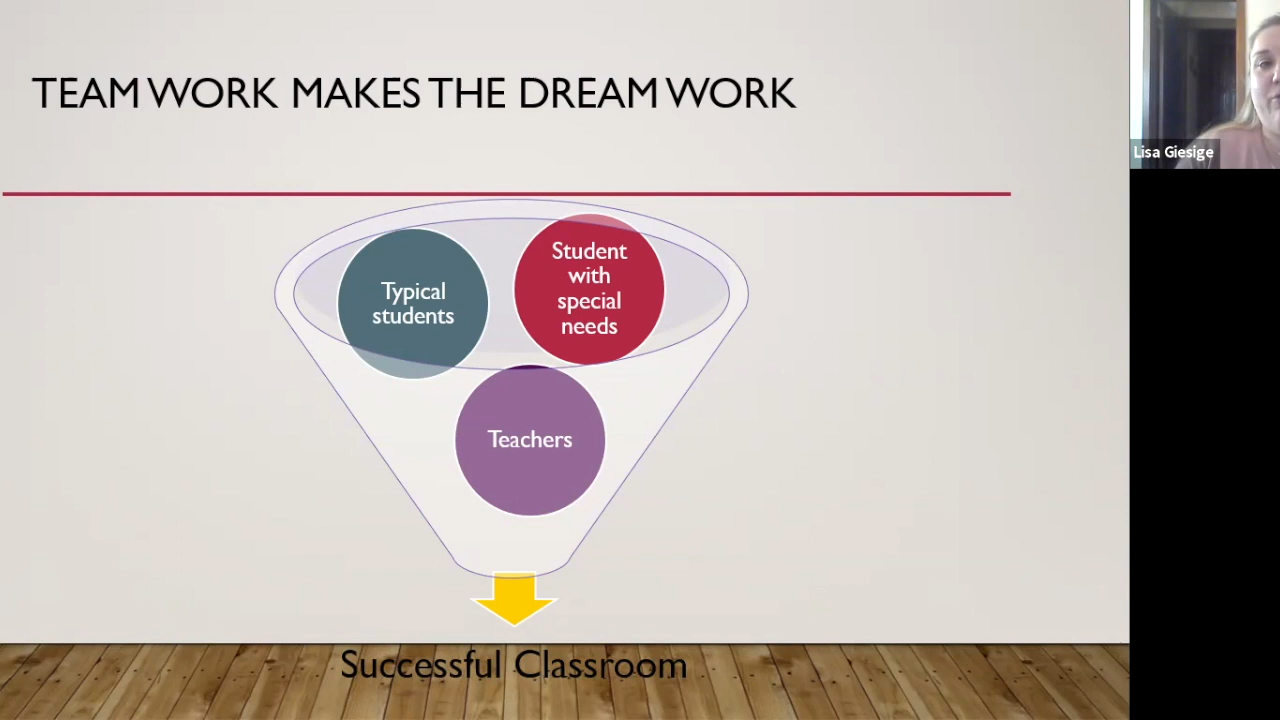 TEAM WORK MAKES THE DREAM WORK
Lisa Giesige
Typical
students
Student
with
special
needs
Teachers
Successful Classroom